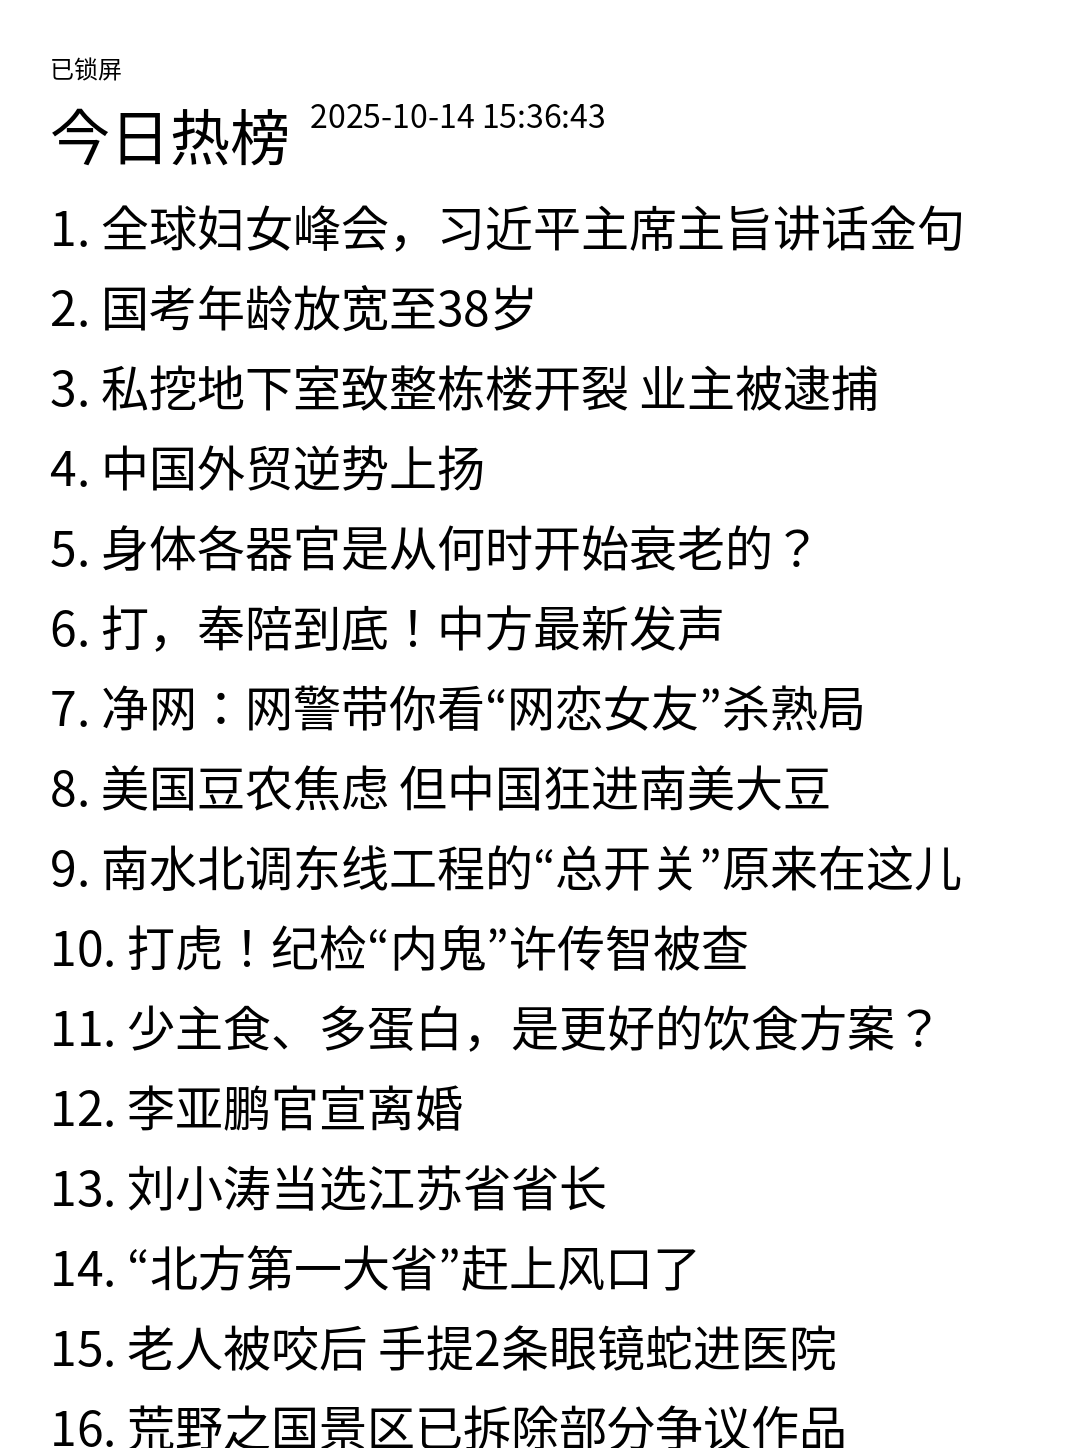 已锁屏
今日热榜 2025-10-14 15:36:43
1. 全球妇女峰会，习近平主席主旨讲话金句
2. 国考年龄放宽至38岁
3. 私挖地下室致整栋楼开裂 业主被逮捕
4. 中国外贸逆势上扬
5. 身体各器官是从何时开始衰老的？
6. 打，奉陪到底！中方最新发声
7. 净网：网警带你看“网恋女友”杀熟局
8. 美国豆农焦虑 但中国狂进南美大豆
9. 南水北调东线工程的“总开关”原来在这儿
10. 打虎！纪检“内鬼”许传智被查
11. 少主食、多蛋白，是更好的饮食方案？
12. 李亚鹏官宣离婚
13. 刘小涛当选江苏省省长
14. “北方第一大省”赶上风口了
15. 老人被咬后 手提2条眼镜蛇进医院
16. 荒野之国景区已拆除部分争议作品